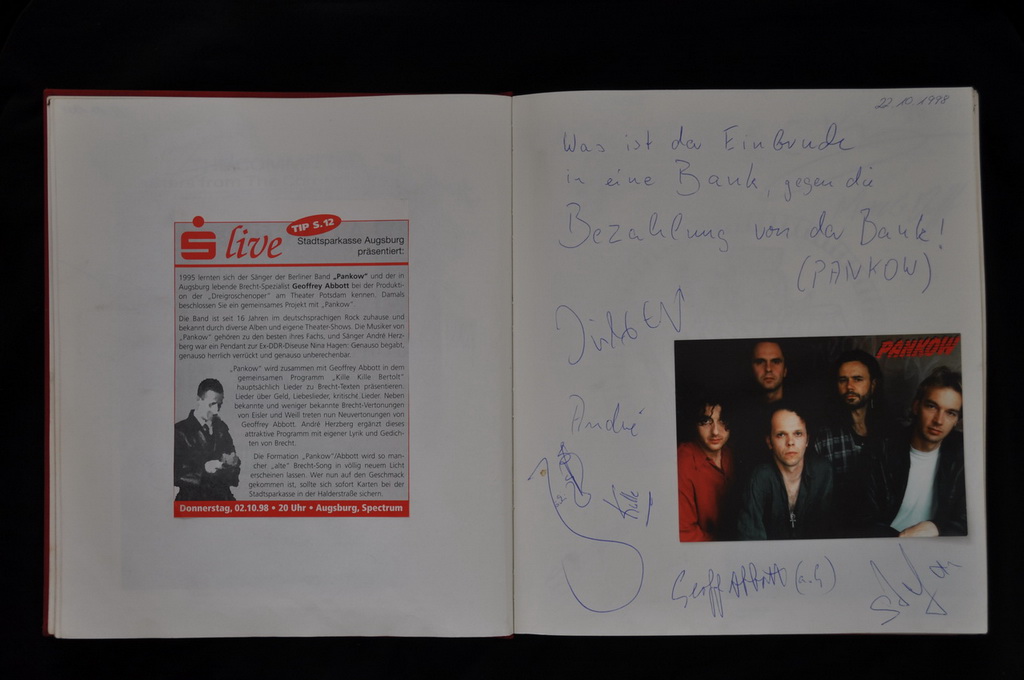 S live
TIP S. 12
Stadtsparkasse Augsburg
präsentiert:
1995 lernten sich der Sänger der Berliner Band „Pankow" und der in
Augsburg lebende Brecht-Spezialist Geoffrey Abbott bei der Produkti-
on der „Dreigroschenoper" am Theater Potsdam kennen. Damals
beschlossen Sie ein gemeinsames Projekt mit „Pankow".
Die Band ist seit 16 Jahren im deutschsprachigen Rock zuhause und
bekannt durch diverse Alben und eigene Theater-Shows. Die Musiker von
"Pankow" gehören zu den besten ihres Fachs, und Sänger André Herz-
berg war ein Pendant zur Ex-DDR-Diseuse Nina Hagen: Genauso begabt,
genauso herrlich verrückt und genauso unberechenbar.
„Pankow" wird zusammen mit Geoffrey Abbott in dem
gemeinsamen Programm „Kille Kille Bertolt"
hauptsächlich Lieder zu Brecht-Texten präsentieren.
Lieder über Geld, Liebeslieder, kritische Lieder. Neben
bekannte und weniger bekannte Brecht-Vertonungen
von Eisler und Weill treten nun Neuvertonungen von
Geoffrey Abbott. André Herzberg ergänzt dieses
attraktive Programm mit eigener Lyrik und Gedich-
ten von Brecht.
Die Formation „Pankow"/Abbott wird so man-
cher „alte" Brecht-Song in völlig neuem Licht
erscheinen lassen. Wer nun auf den Geschmack
gekommen ist, sollte sich sofort Karten bei der
Stadtsparkasse in der Halderstraße sichern.
Donnerstag, 02.10.98 • 20 Uhr • Augsburg, Spectrum
22.10.1998
Was ist der Einbruch
in eine Bank, gegen die
Bezahlung von der Bank!
(PANKOW)
PANKOW
André
Geoff Abbott (a.G)